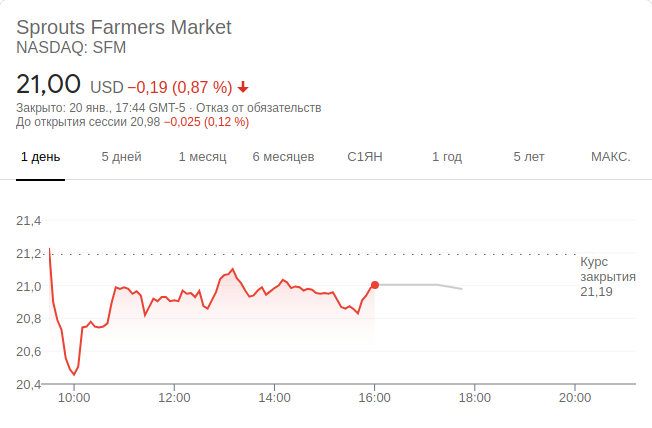 Sprouts Farmers Market
NASDAQ: SFM
21,00 USD −0,19 (0,87 %)
Закрыто: 20 янв., 17:44 GMT-5 · Отказ от обязательств
До открытия сессии 20,98 −0,025 (0,12 %)
1 день 5 дней 1 месяц 6 месяцев С1ЯН 1 год 5 лет МАКС.
21,4
21,2
21,0
20,8
20,6
20,4
Курс
закрытия
21,19
10:00 12:00 14:00 16:00 18:00 20:00